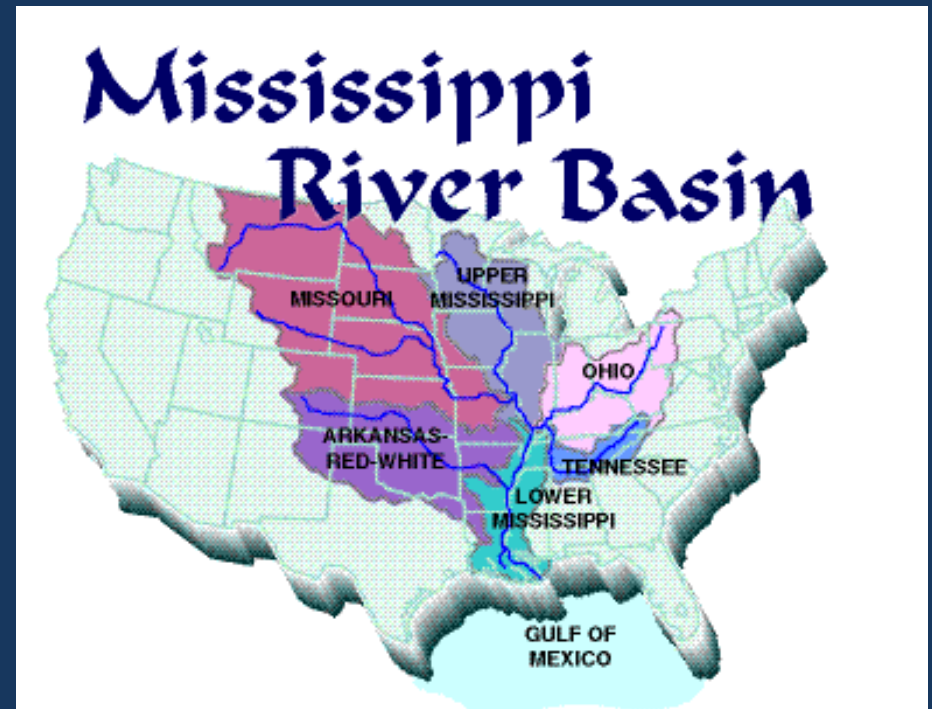 Mississippi
River Basin
UPPER
MISSISSIPPI
MISSOURI
OHIO
ARKANSAS-
RED-WHITE
TENNESSEE
LOWER
MISSISSIPPI
GULF OF
MEXICO